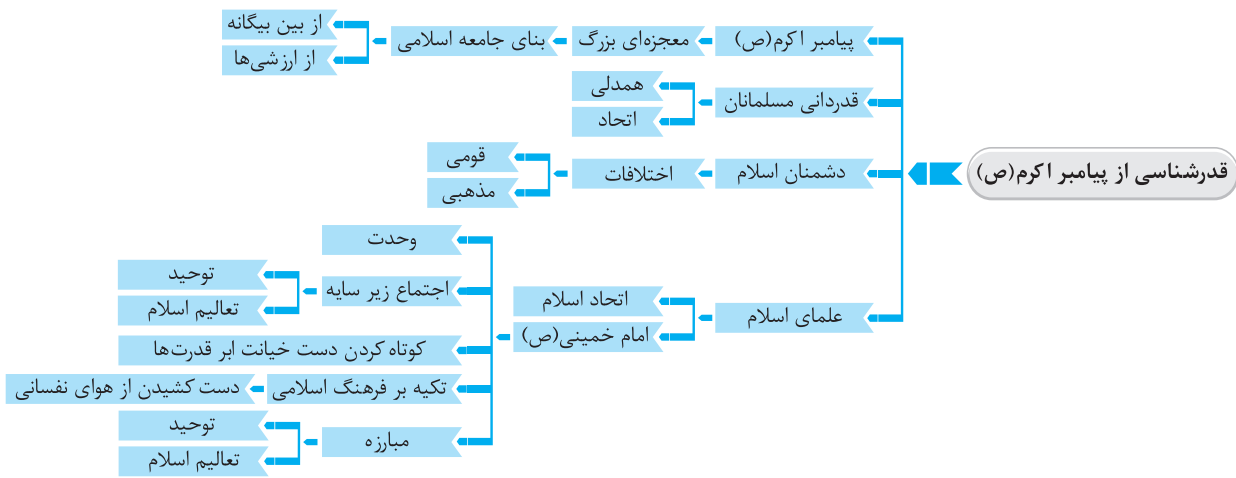 قدرشناسی از پیامبر اکرم(ص)
پیامبر اکرم(ص)
معجزه‌ای بزرگ
بنای جامعه اسلامی
از بین بیگانه
از ارزشی‌ها
قدردانی مسلمانان
همدلی
اتحاد
دشمنان اسلام
اختلافات
قومی
مذهبی
علمای اسلام
اتحاد اسلام
امام خمینی(ص)
وحدت
اجتماع زیر سایه
توحید
تعالیم اسلام
کوتاه کردن دست خیانت ابر قدرت‌ها
تکیه بر فرهنگ اسلامی
دست کشیدن از هوای نفسانی
مبارزه
توحید
تعالیم اسلام